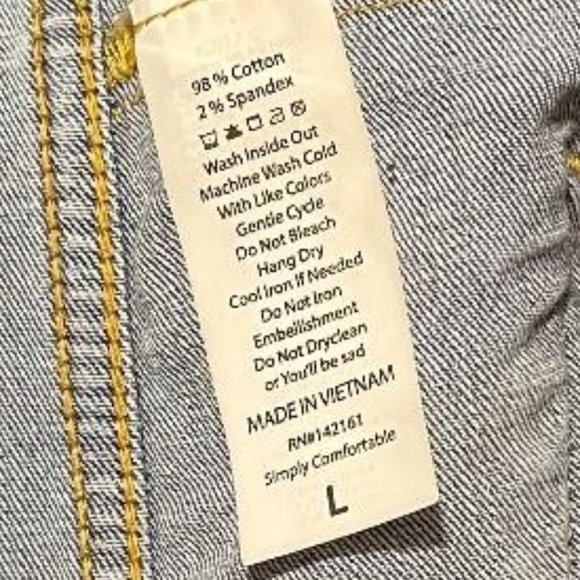 98% Cotton
2% Spandex
Wash Inside Out
Machine Wash Cold
With Like Colors
Gentle Cycle
Do Not Bleach
Hang Dry
Cool Iron if Needed
Do Not Iron
Embellishment
Do Not Dryclean
or You'll be sad
MADE IN VIETNAM
RN#142161
Simply Comfortable
L